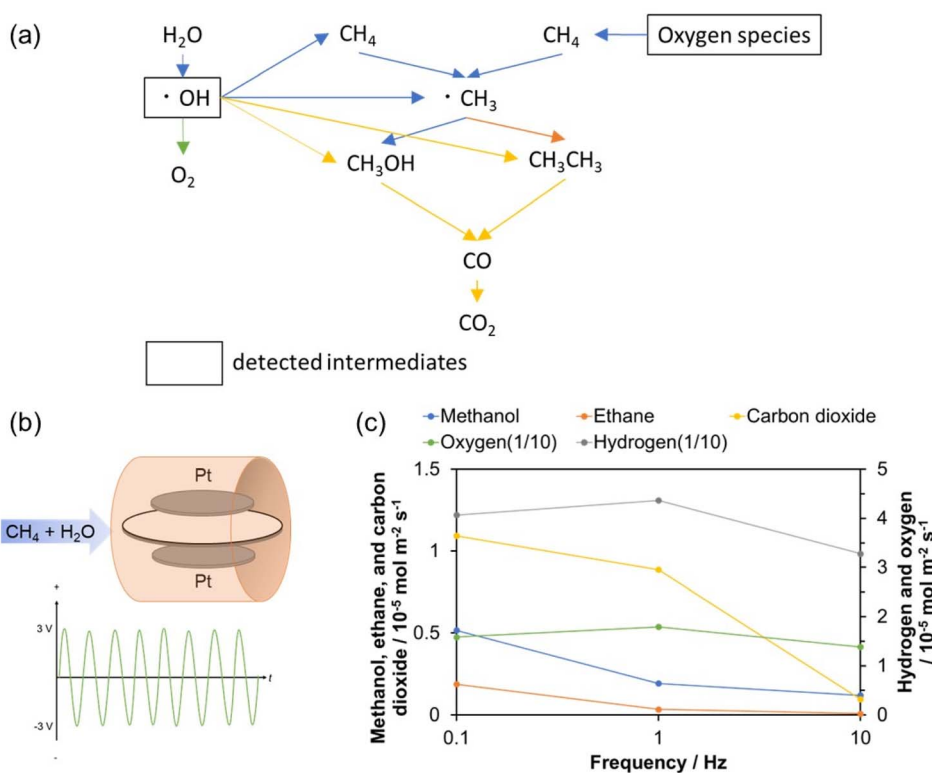 (a)
H2O
CH4
CH4
Oxygen species
· OH
· CH3
O2
CH3OH
CH3CH3
CO
CO2
detected intermediates
(b)
Pt
CH4 + H2O
Pt
+
3 V
t
-3 V
-
(c)
Methanol
Ethane
Carbon dioxide
Oxygen(1/10)
Hydrogen(1/10)
Methanol, ethane, and carbon
dioxide / 10-5 mol m-2 s-1
1.5
1
0.5
0
5
4
3
2
1
0
Hydrogen and oxygen
/ 10-5 mol m-2 s-1
0.1
1
10
Frequency / Hz